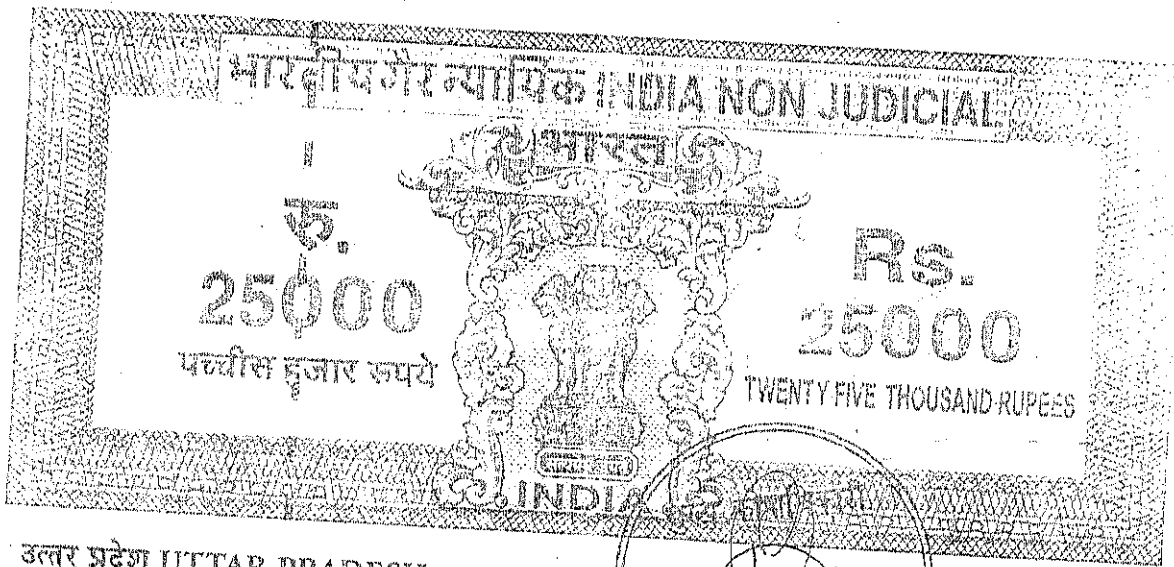 भारतीय गैर न्यायिक INDIA NON JUDICIAL
भारत
रु.
25000
पच्चीस हजार रुपये
Rs.
25000
TWENTY FIVE THOUSAND RUPEES
INDIA
उत्तर प्रदेश UTTAR PRADESH